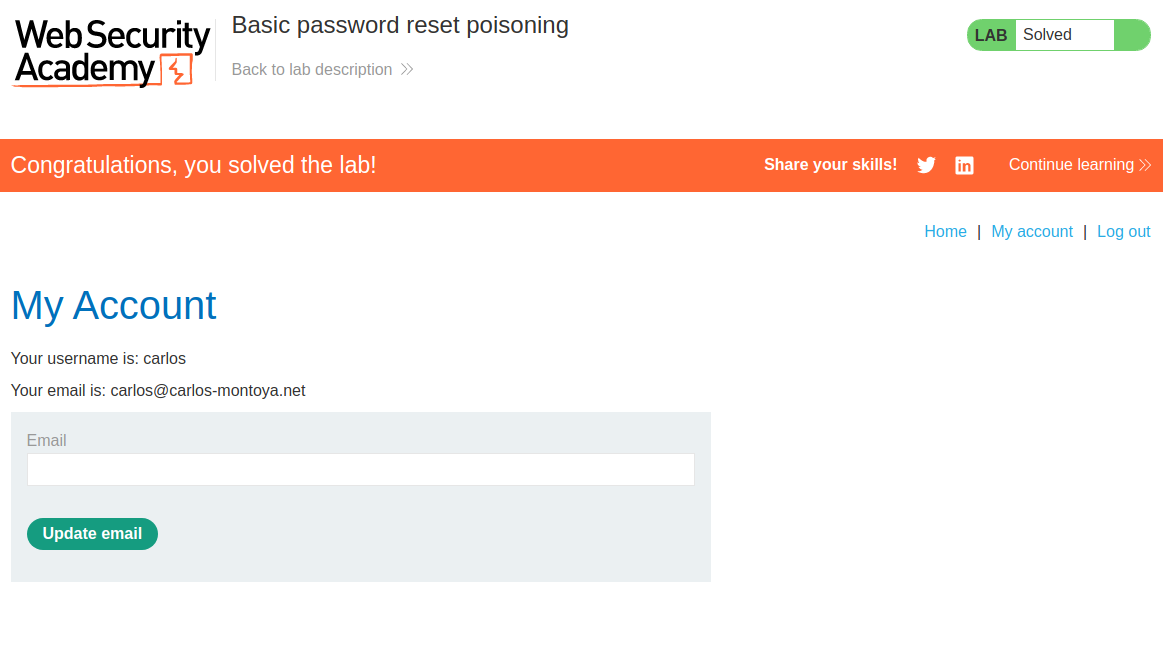 Web Security
Academy
Basic password reset poisoning
Back to lab description
LAB Solved
Congratulations, you solved the lab!
Share your skills!
Continue learning
Home | My account | Log out
My Account
Your username is: carlos
Your email is: carlos@carlos-montoya.net
Email
Update email